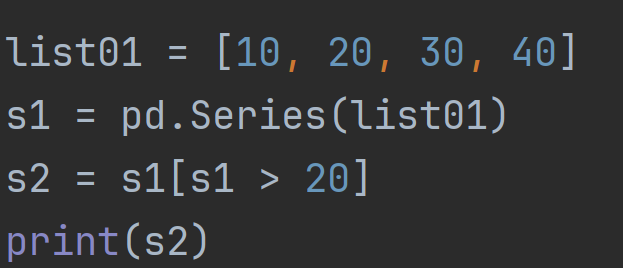 list01 = [10, 20, 30, 40]
s1 = pd.Series(list01)
s2 = s1[s1 > 20]
print(s2)